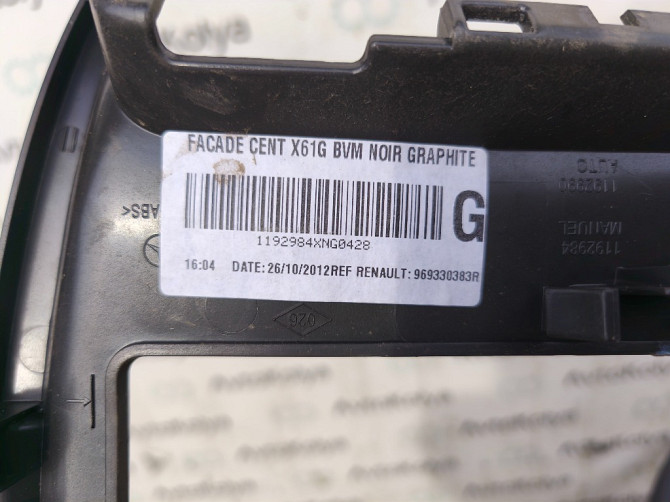 FACADE CENT X61G BVM NOIR GRAPHITE
G
1192984XNG0428
16:04 DATE: 26/10/2012REF RENAULT: 969330383R
ABS<
026
AUTO
MANUEL
1192984